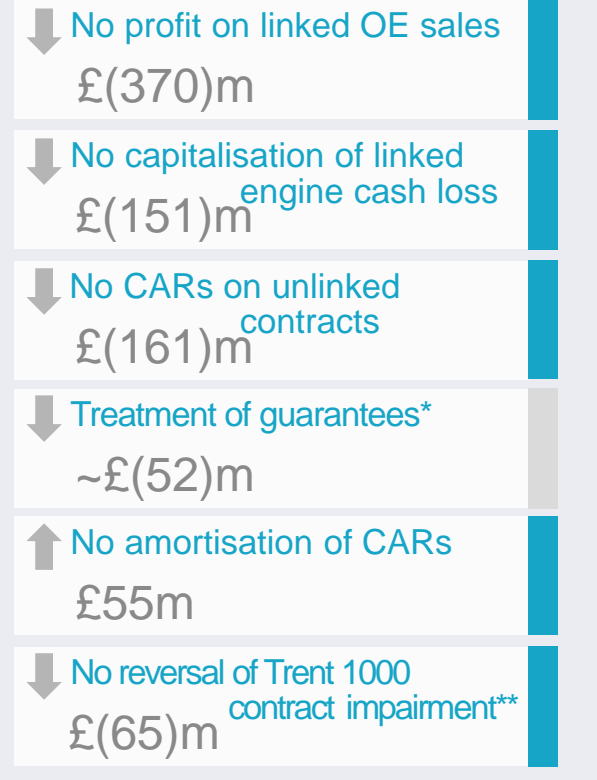 No profit on linked OE sales
£(370)m
No capitalisation of linked
engine cash loss
£(151)m
No CARs on unlinked
contracts
£(161)m
Treatment of guarantees*
~£(52)m
No amortisation of CARs
£55m
No reversal of Trent 1000
contract impairment**
£(65)m